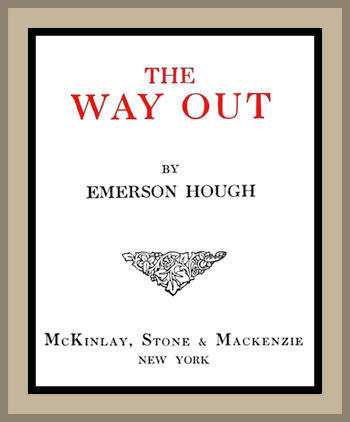 THE
WAY OUT
BY
EMERSON HOUGH
McKinlay, Stone & Mackenzie
NEW YORK